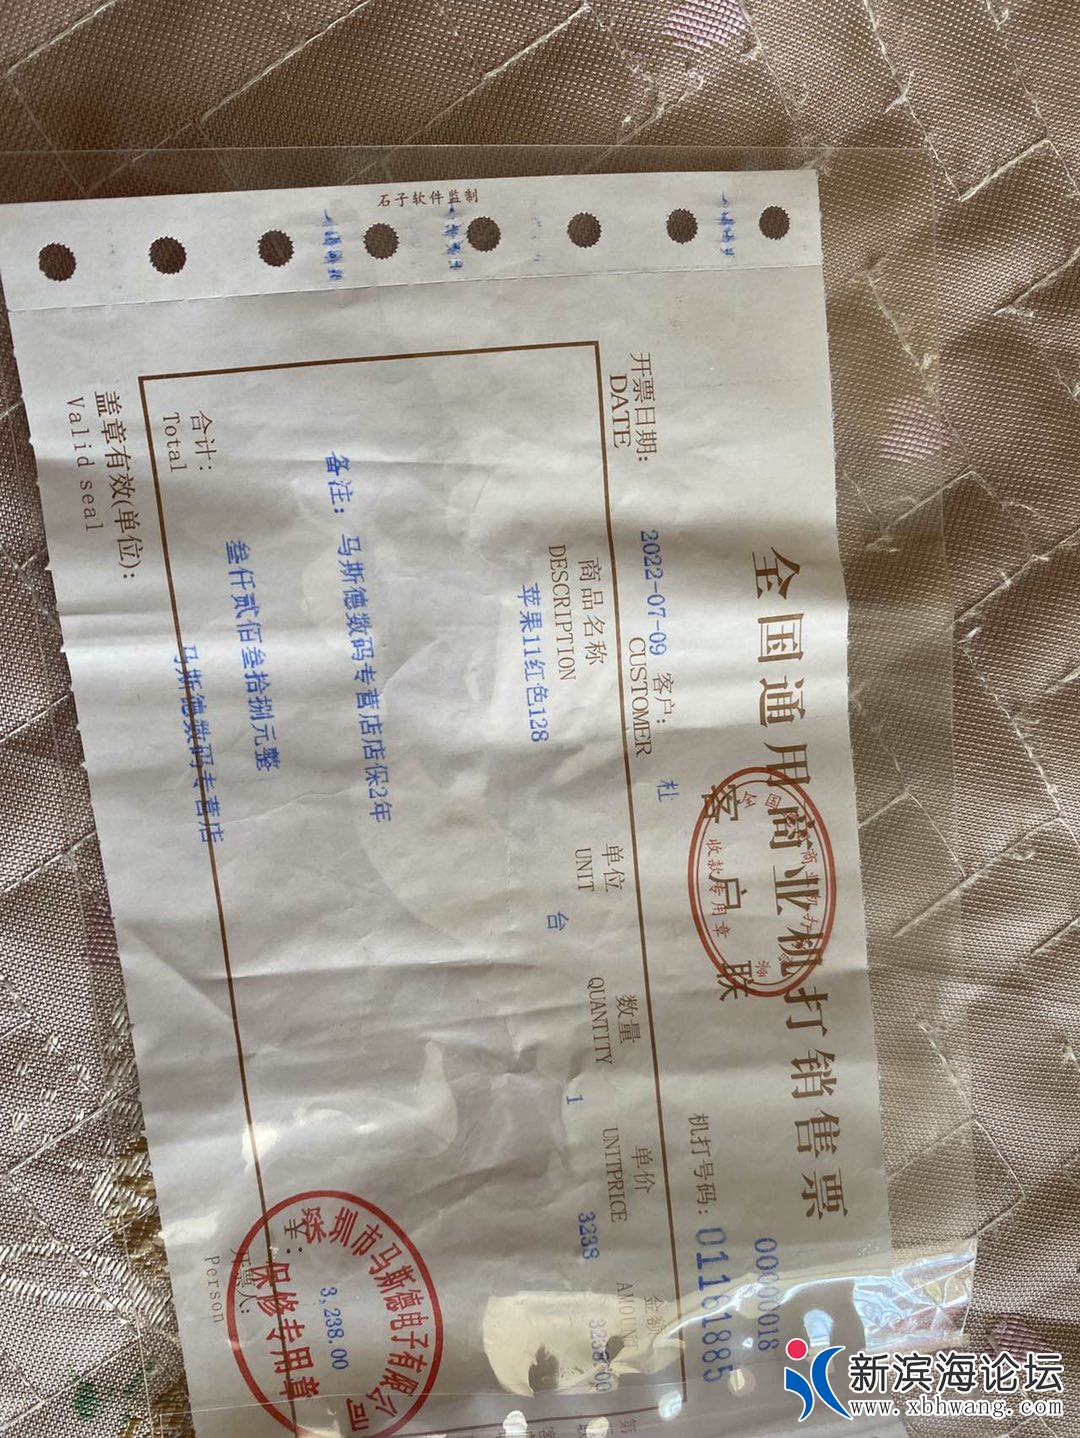 石子软件监制
全国通用商业机打销售票
客户联
收款专用章
000000018
机打号码: 01161885
开票日期: 2022-07-09 客户: 杜
DATE CUSTOMER
商品名称 单位 数量 单价 金额
DESCRIPTION UNIT QUANTITY UNITPRICE AMOUNT
苹果11红色128 台 1 3238 3238.00
备注: 马斯德数码专营店店保2年
合计: 叁仟贰佰叁拾捌元整 ¥: 3,238.00
Total
马斯德数码专营店
盖章有效(单位): 开票人:
Valid seal Person
深圳市马斯德电子有限公司
保修专用章
新滨海论坛
www.xbhwang.com